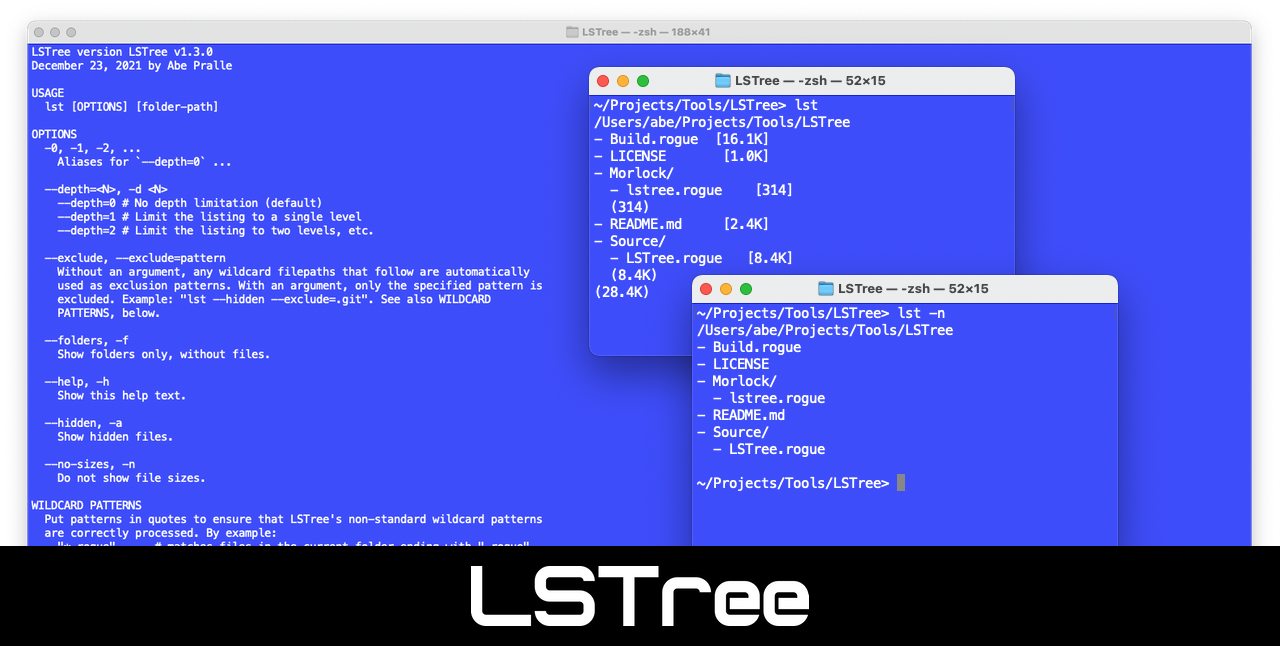 LSTree — -zsh — 188×41
LSTree version LSTree v1.3.0
December 23, 2021 by Abe Pralle
USAGE
lst [OPTIONS] [folder-path]
OPTIONS
-0, -1, -2, ...
Aliases for `--depth=0` ...
--depth=<N>, -d <N>
--depth=0 # No depth limitation (default)
--depth=1 # Limit the listing to a single level
--depth=2 # Limit the listing to two levels, etc.
--exclude, --exclude=pattern
Without an argument, any wildcard filepaths that follow are automatically
used as exclusion patterns. With an argument, only the specified pattern is
excluded. Example: "lst --hidden --exclude=.git". See also WILDCARD
PATTERNS, below.
--folders, -f
Show folders only, without files.
--help, -h
Show this help text.
--hidden, -a
Show hidden files.
--no-sizes, -n
Do not show file sizes.
WILDCARD PATTERNS
Put patterns in quotes to ensure that LSTree's non-standard wildcard patterns
are correctly processed. By example:
"*.rogue" # matches files in the current folder ending with ".rogue"
LSTree — -zsh — 52×15
~/Projects/Tools/LSTree> lst
/Users/abe/Projects/Tools/LSTree
- Build.rogue [16.1K]
- LICENSE [1.0K]
- Morlock/
- lstree.rogue [314]
(314)
- README.md [2.4K]
- Source/
- LSTree.rogue [8.4K]
(8.4K)
(28.4K)
LSTree — -zsh — 52×15
~/Projects/Tools/LSTree> lst -n
/Users/abe/Projects/Tools/LSTree
- Build.rogue
- LICENSE
- Morlock/
- lstree.rogue
- README.md
- Source/
- LSTree.rogue
~/Projects/Tools/LSTree>
LSTree